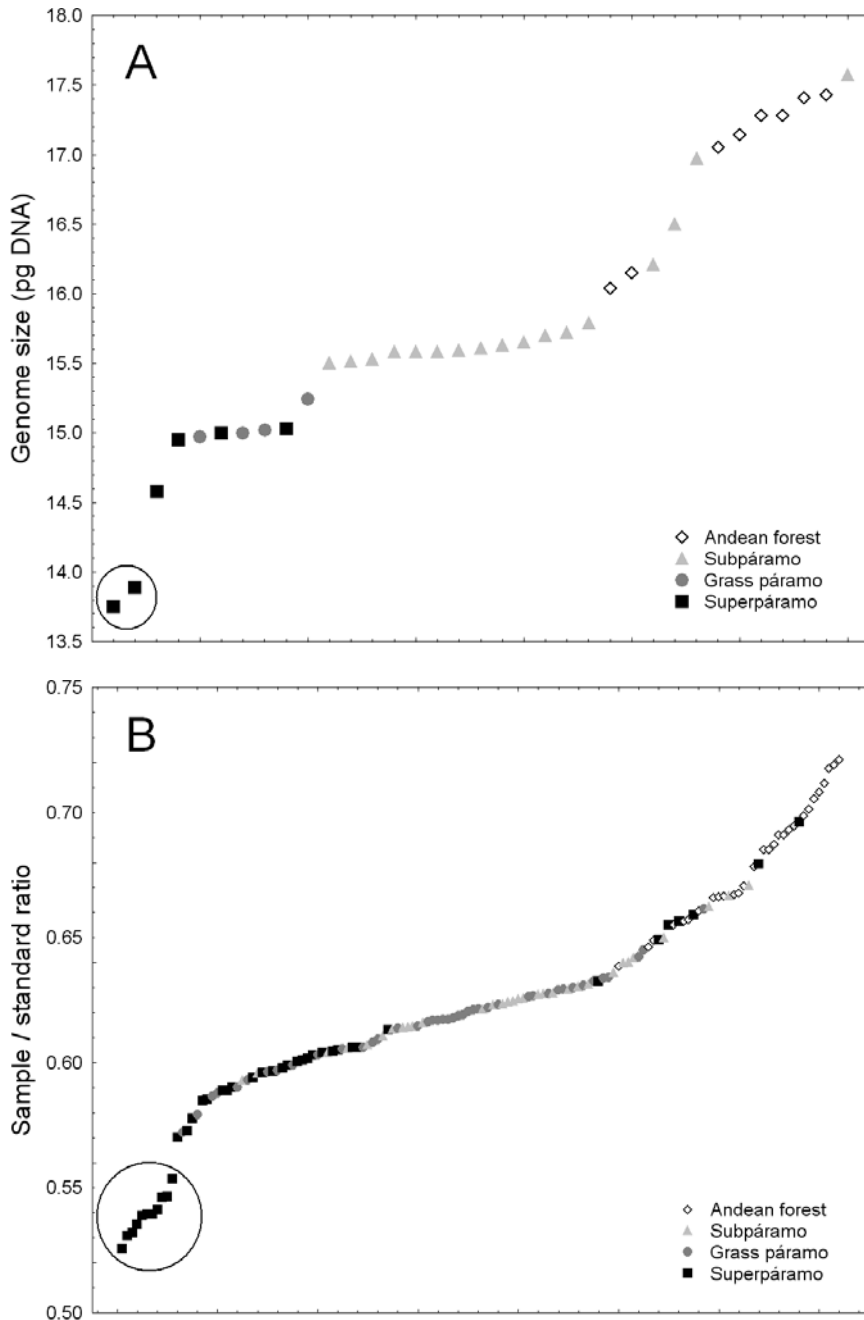 A
Genome size (pg DNA)
18.0
17.5
17.0
16.5
16.0
15.5
15.0
14.5
14.0
13.5
Andean forest
Subpáramo
Grass páramo
Superpáramo
B
Sample / standard ratio
0.75
0.70
0.65
0.60
0.55
0.50
Andean forest
Subpáramo
Grass páramo
Superpáramo